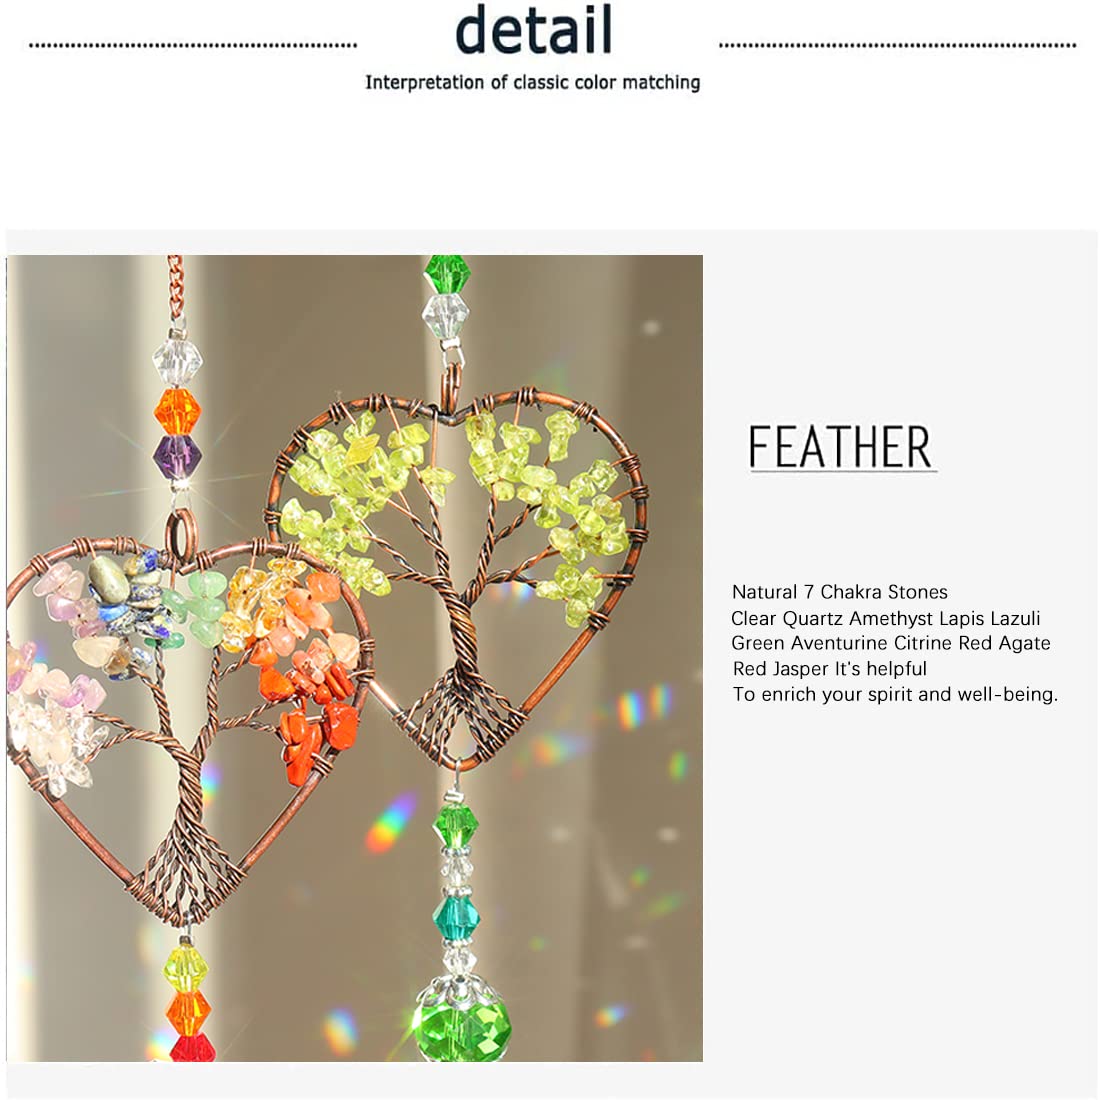 detail
Interpretation of classic color matching
FEATHER
Natural 7 Chakra Stones
Clear Quartz Amethyst Lapis Lazuli
Green Aventurine Citrine Red Agate
Red Jasper It's helpful
To enrich your spirit and well-being.